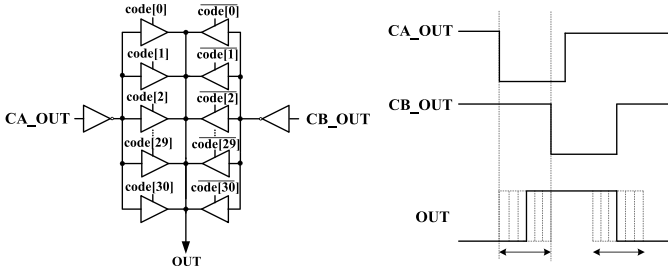 code[0]
code[0]
code[1]
code[1]
code[2]
code[2]
CA_OUT
CB_OUT
code[29]
code[29]
code[30]
code[30]
OUT
CA_OUT
CB_OUT
OUT